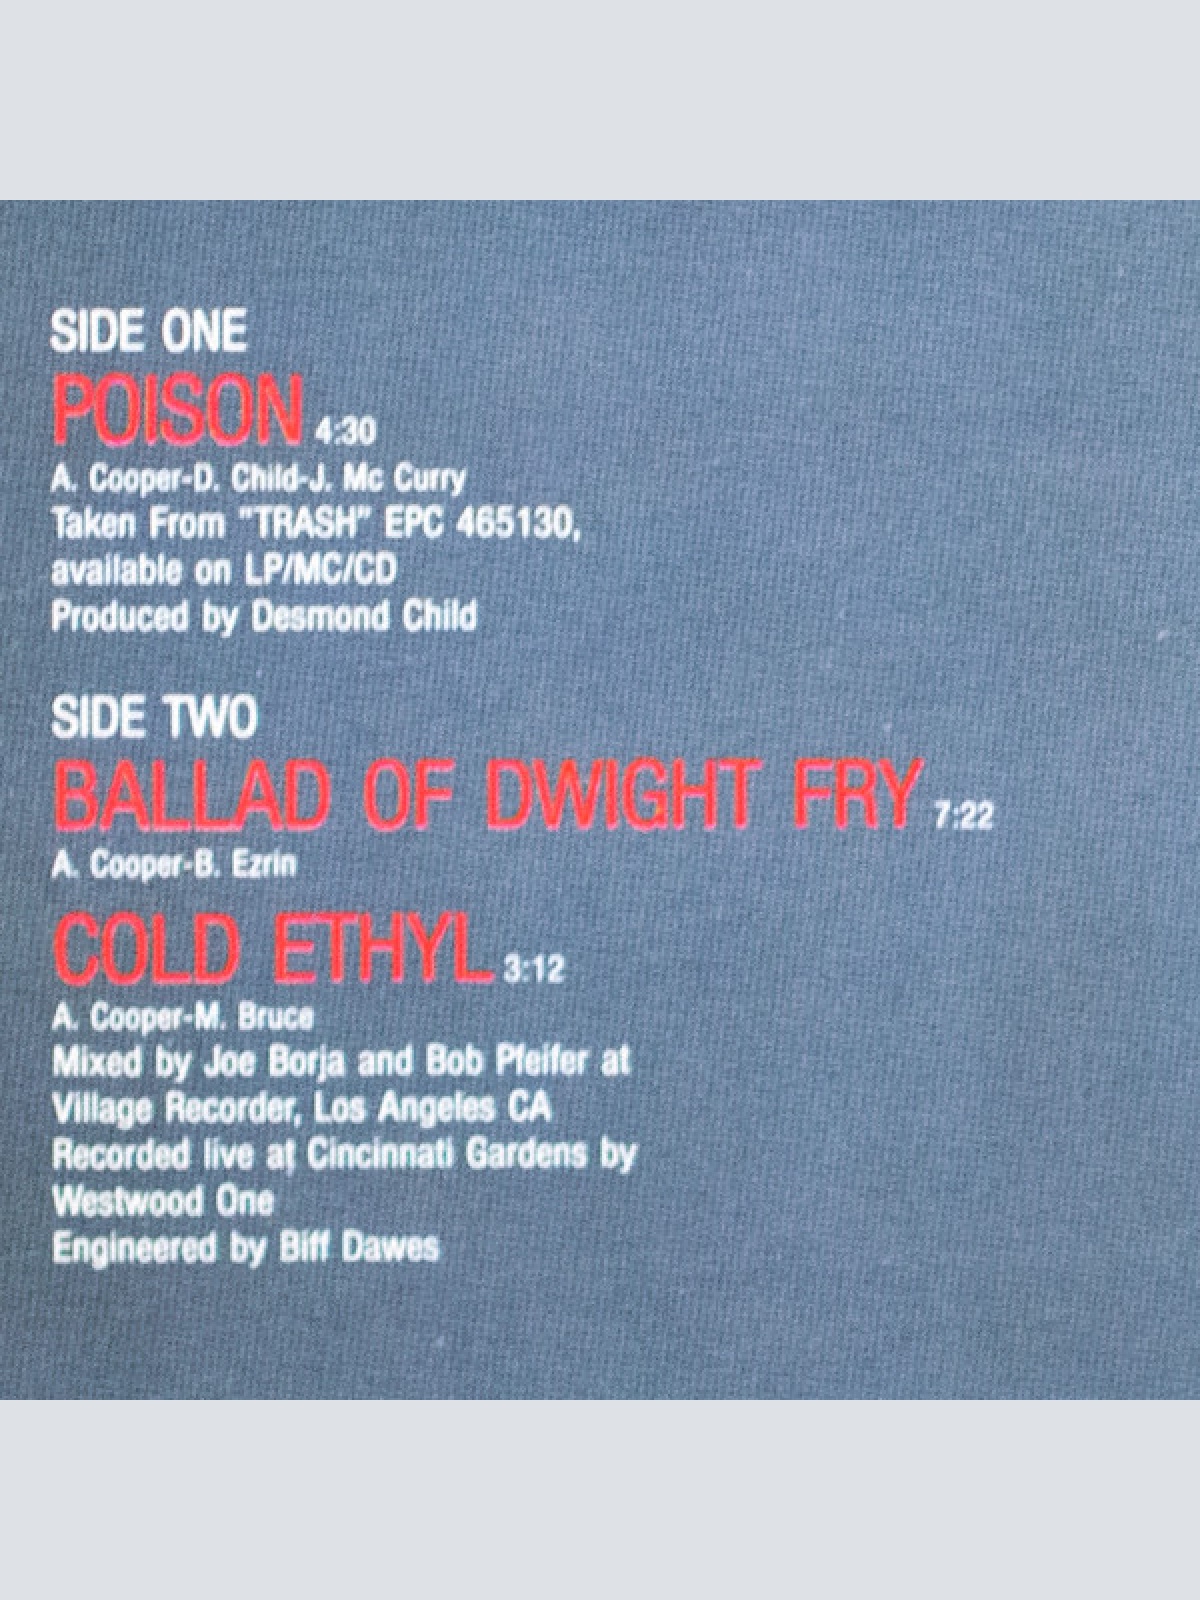 SIDE ONE
POISON 4:30
A. Cooper-D. Child-J. Mc Curry
Taken From "TRASH" EPC 465130,
available on LP/MC/CD
Produced by Desmond Child
SIDE TWO
BALLAD OF DWIGHT FRY 7:22
A. Cooper-B. Ezrin
COLD ETHYL 3:12
A. Cooper-M. Bruce
Mixed by Joe Borja and Bob Pfeifer at
Village Recorder, Los Angeles CA
Recorded live at Cincinnati Gardens by
Westwood One
Engineered by Biff Dawes